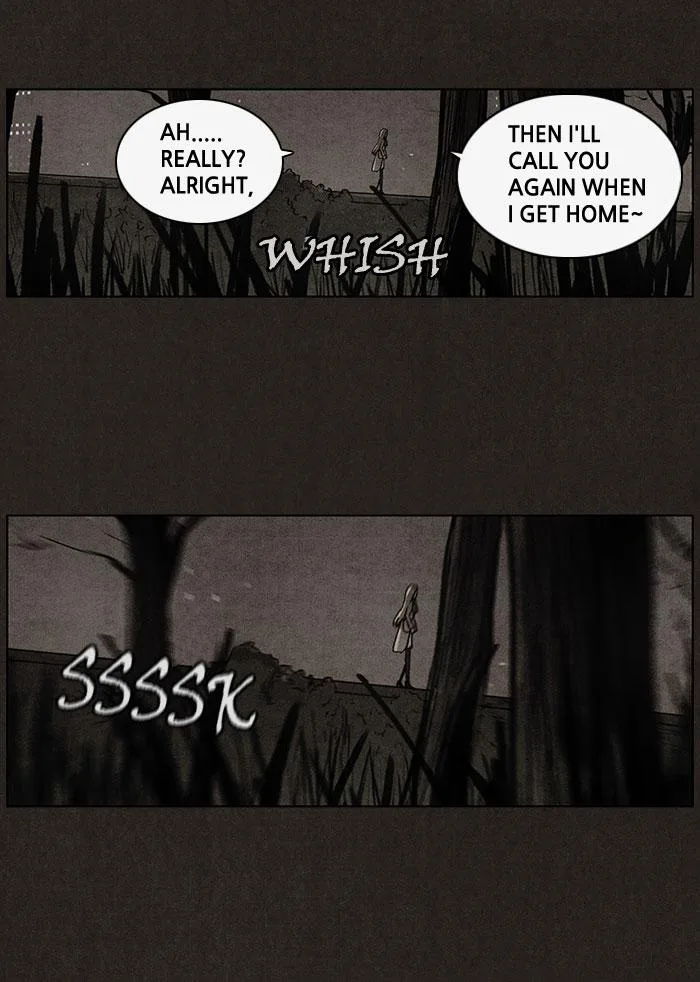 AH.....
REALLY?
ALRIGHT,
THEN I'LL
CALL YOU
AGAIN WHEN
I GET HOME~
WHISH
SSSSK